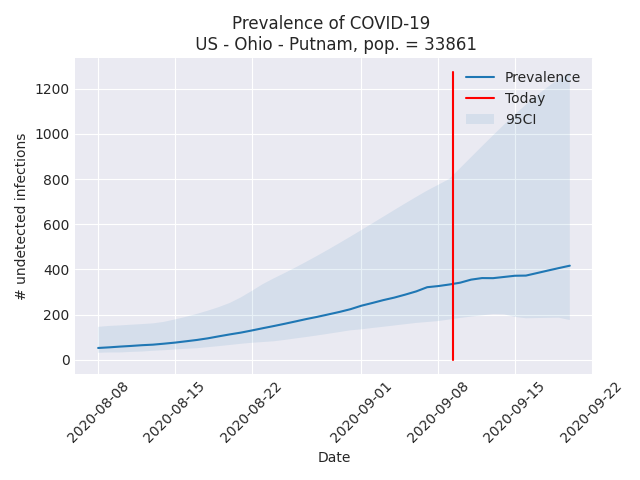 Prevalence of COVID-19
US - Ohio - Putnam, pop. = 33861
Prevalence
Today
95CI
1200
1000
800
600
400
200
0
# undetected infections
2020-08-08
2020-08-15
2020-08-22
2020-09-01
2020-09-08
2020-09-15
2020-09-22
Date